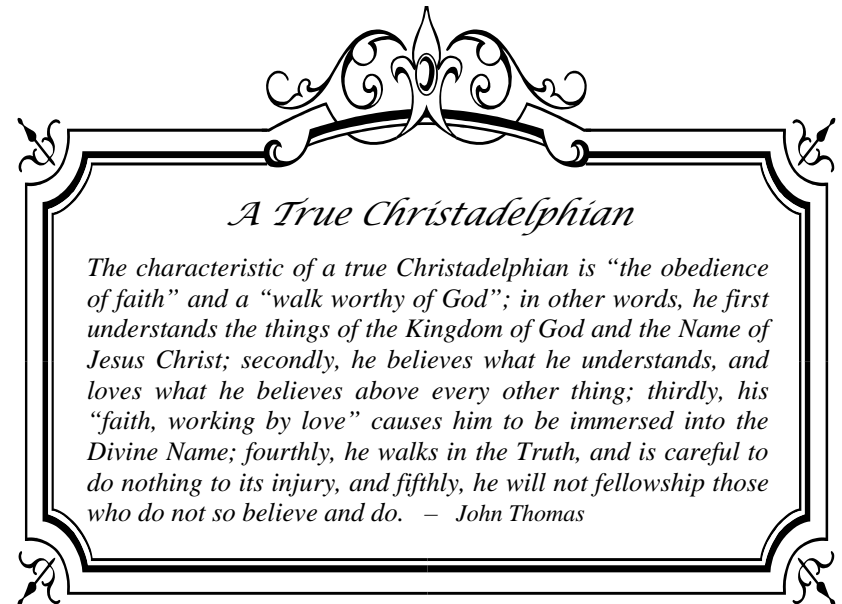 A True Christadelphian
The characteristic of a true Christadelphian is “the obedience
of faith” and a “walk worthy of God”; in other words, he first
understands the things of the Kingdom of God and the Name of
Jesus Christ; secondly, he believes what he understands, and
loves what he believes above every other thing; thirdly, his
“faith, working by love” causes him to be immersed into the
Divine Name; fourthly, he walks in the Truth, and is careful to
do nothing to its injury, and fifthly, he will not fellowship those
who do not so believe and do. – John Thomas